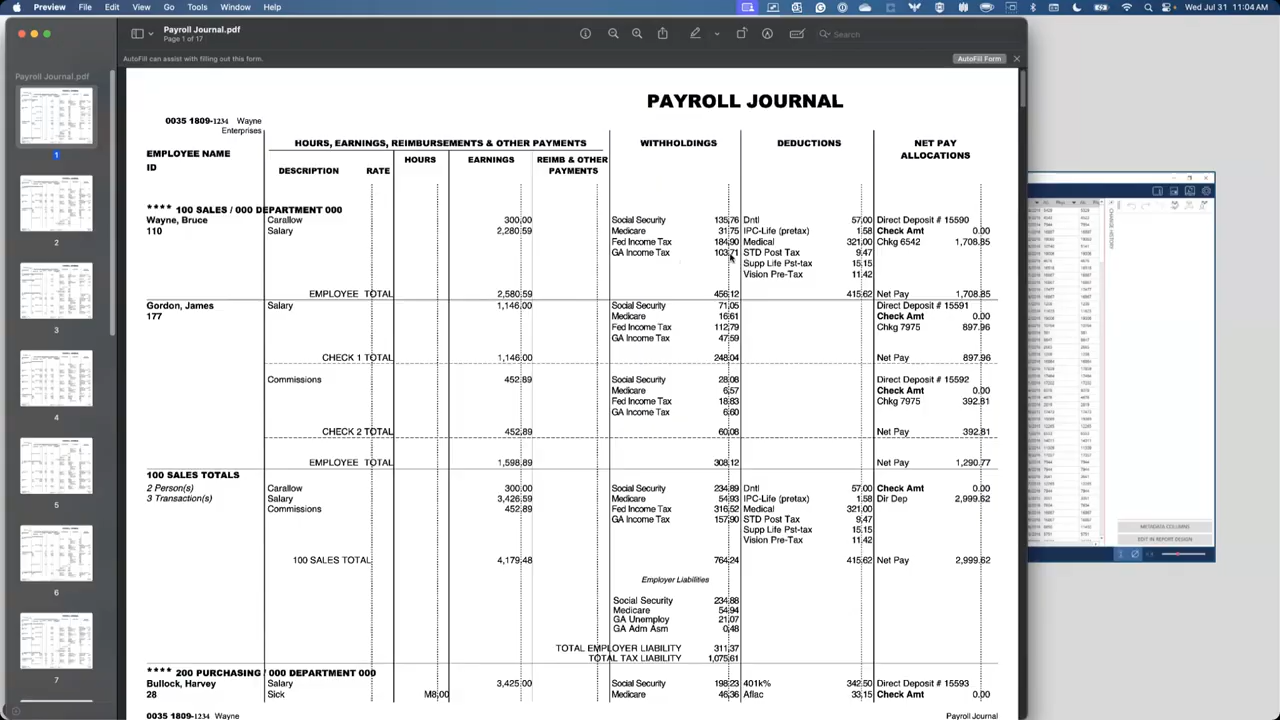 Preview File Edit View Go Tools Window Help Wed Jul 31 11:04 AM
Payroll Journal.pdf
Page 1 of 17
Search
AutoFill can assist with filling out this form.
AutoFill Form
Payroll Journal.pdf
1
2
3
4
5
6
7
PAYROLL JOURNAL
0035 1809-1234 Wayne
Enterprises
HOURS, EARNINGS, REIMBURSEMENTS & OTHER PAYMENTS WITHHOLDINGS DEDUCTIONS NET PAY
ALLOCATIONS
EMPLOYEE NAME
ID
HOURS EARNINGS REIMB & OTHER
PAYMENTS
DESCRIPTION RATE
**** 100 SALES / 000 DEPARTMENT 000
Wayne, Bruce Carallow 300.00 Social Security 135.76 Dntl 57.00 Direct Deposit # 15590
110 Salary 2,280.59 Medicare 31.75 IPC-Life (pretax) 1.58 Check Amt 0.00
Fed Income Tax 184.90 Medical 321.00 Chkg 6542 1,708.85
GA Income Tax STD Post Tax 9.47
Supp Life Pst-tax 15.15
Vision Pre-Tax 11.42
EMPLOYEE TOTAL 2,580.59 456.12 415.62 Net Pay 1,708.85
Gordon, James Salary 1,146.00 Social Security 71.05 Direct Deposit # 15591
177 Medicare 16.61 Check Amt 0.00
Fed Income Tax 112.79 Chkg 7975 897.96
GA Income Tax 47.59
CHECK 1 TOTAL 1,146.00 248.04 Net Pay 897.96
Commissions 452.89 Social Security 28.08 Direct Deposit # 15592
Medicare 6.57 Check Amt 0.00
Fed Income Tax 18.83 Chkg 7975 392.81
GA Income Tax 6.60
CHECK 2 TOTAL 452.89 60.08 Net Pay 392.81
EMPLOYEE TOTAL 1,598.89 308.12 Net Pay 1,290.77
100 SALES TOTALS
2 Person(s) Carallow 300.00 Social Security 234.89 Dntl 57.00 Check Amt 0.00
3 Transaction(s) Salary 3,426.59 Medicare 54.93 IPC-Life (pretax) 1.58 Dir Dep 2,999.62
Commissions 452.89 Fed Income Tax 316.52 Medical 321.00
GA Income Tax 157.90 STD Post Tax 9.47
Supp Life Pst-tax 15.15
Vision Pre-Tax 11.42
100 SALES TOTAL 4,179.48 764.24 415.62 Net Pay 2,999.62
Employer Liabilities
Social Security 234.88
Medicare 54.94
GA Unemploy 21.07
GA Adm Asm 0.48
TOTAL EMPLOYER LIABILITY 311.37
TOTAL TAX LIABILITY 1,075.61
**** 200 PURCHASING / 000 DEPARTMENT 000
Bullock, Harvey Salary 3,425.00 Social Security 198.23 401k% 342.50 Direct Deposit # 15593
28 Sick M8.00 Medicare 46.36 Aflac 33.15 Check Amt 0.00
0035 1809-1234 Wayne Payroll Journal
CHANGE HISTORY
METADATA COLUMNS
EDIT IN REPORT DESIGN